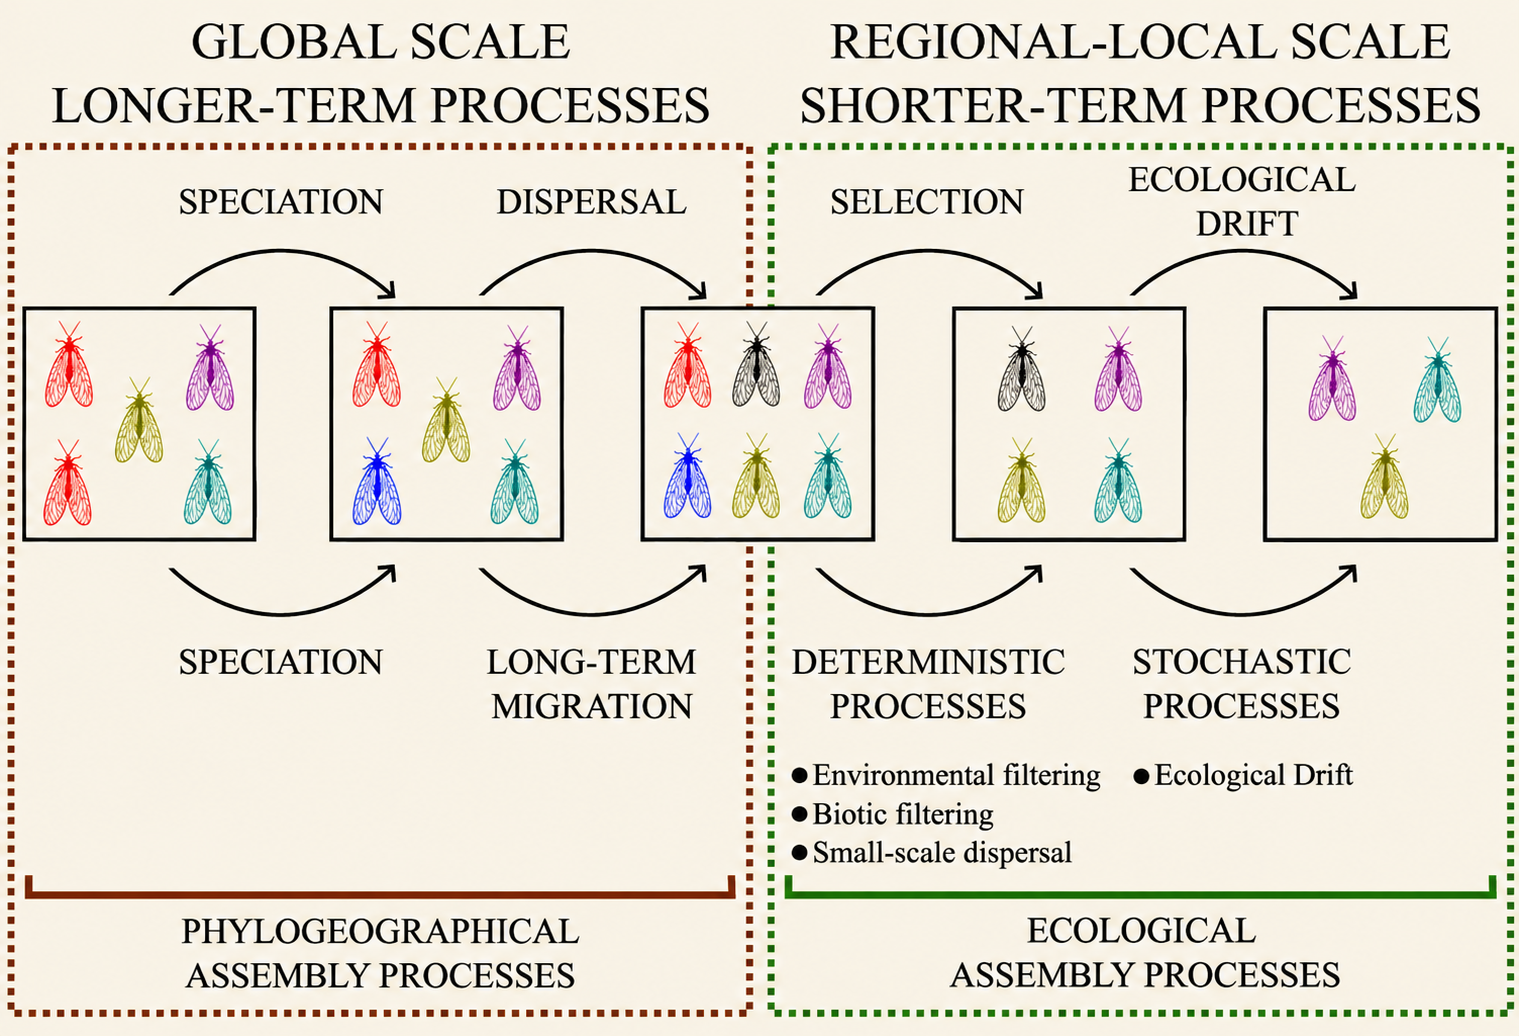 GLOBAL SCALE
LONGER-TERM PROCESSES
REGIONAL-LOCAL SCALE
SHORTER-TERM PROCESSES
SPECIATION
DISPERSAL
SELECTION
ECOLOGICAL
DRIFT
SPECIATION
LONG-TERM
MIGRATION
DETERMINISTIC
PROCESSES
● Environmental filtering
● Biotic filtering
● Small-scale dispersal
STOCHASTIC
PROCESSES
● Ecological Drift
PHYLOGEOGRAPHICAL
ASSEMBLY PROCESSES
ECOLOGICAL
ASSEMBLY PROCESSES